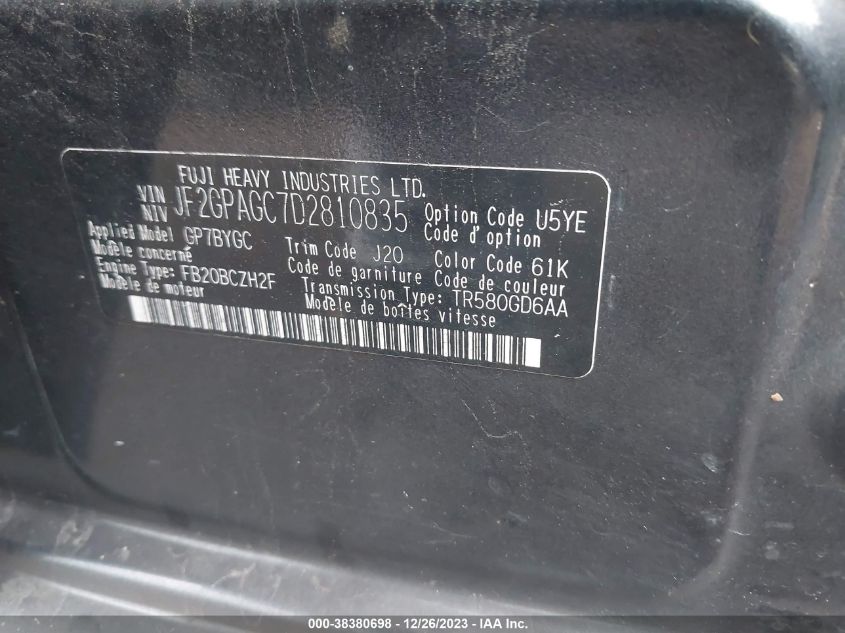 FUJI HEAVY INDUSTRIES LTD.
VIN
NIV JF2GPAGC7D2810835
Option Code U5YE
Code d'option
Applied Model GP7BYGC
Modèle concerné
Trim Code J20
Code de garniture
Color Code 61K
Code de couleur
Engine Type: FB20BCZH2F
Modèle de moteur
Transmission Type: TR580GD6AA
Modèle de boîtes vitesse
000-38380698 - 12/26/2023 - IAA Inc.